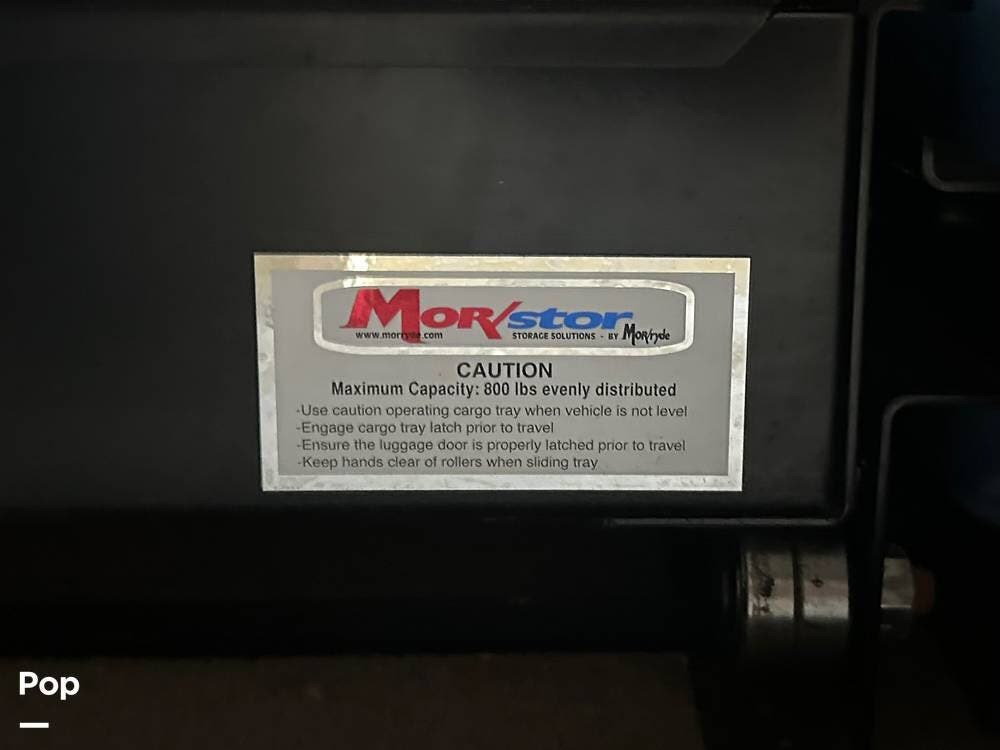 MOR/stor
www.morryde.com STORAGE SOLUTIONS - BY MOR/ryde
CAUTION
Maximum Capacity: 800 lbs evenly distributed
-Use caution operating cargo tray when vehicle is not level
-Engage cargo tray latch prior to travel
-Ensure the luggage door is properly latched prior to travel
-Keep hands clear of rollers when sliding tray
Pop